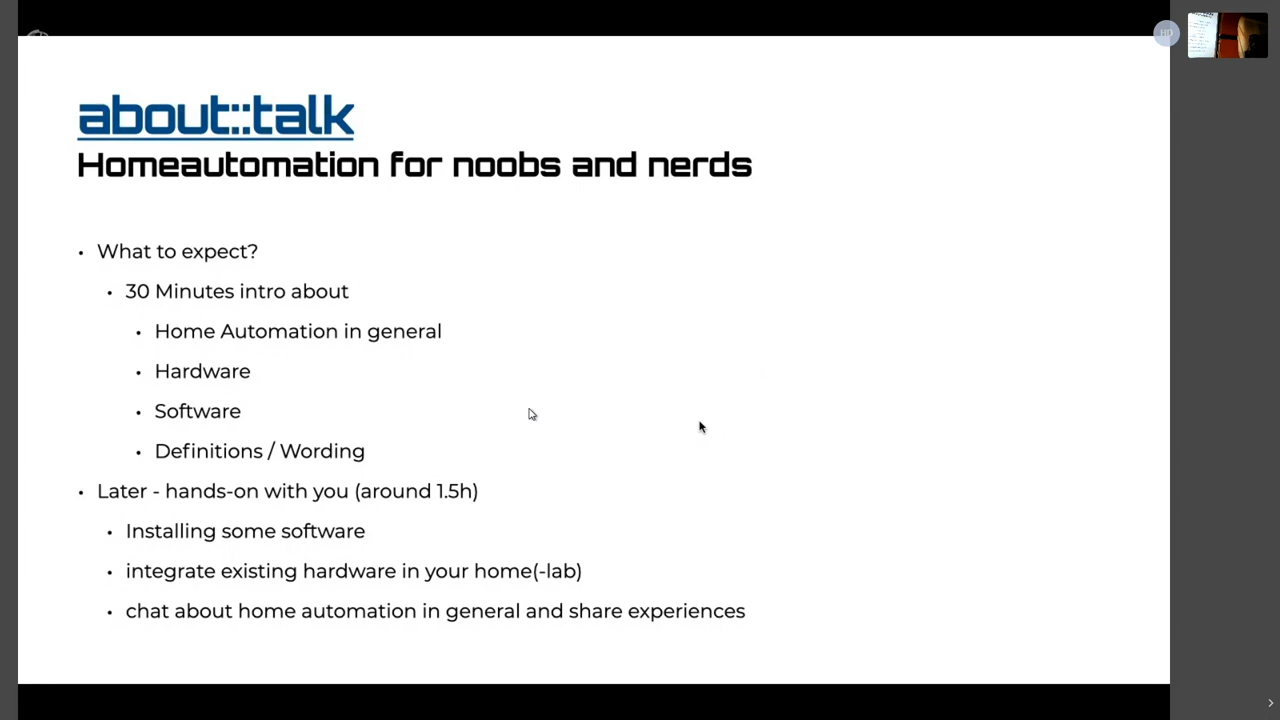 about::talk
Homeautomation for noobs and nerds
• What to expect?
• 30 Minutes intro about
• Home Automation in general
• Hardware
• Software
• Definitions / Wording
• Later - hands-on with you (around 1.5h)
• Installing some software
• integrate existing hardware in your home(-lab)
• chat about home automation in general and share experiences